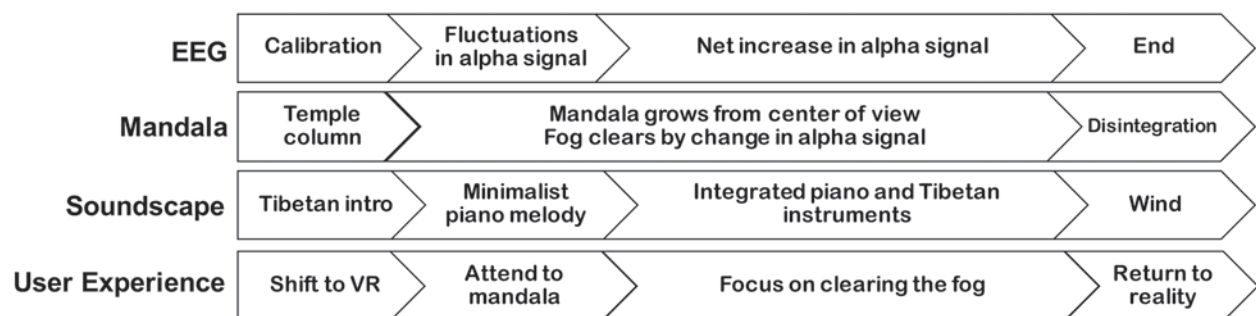 EEG
Calibration
Fluctuations
in alpha signal
Net increase in alpha signal
End
Mandala
Temple
column
Mandala grows from center of view
Fog clears by change in alpha signal
Disintegration
Soundscape
Tibetan intro
Minimalist
piano melody
Integrated piano and Tibetan
instruments
Wind
User Experience
Shift to VR
Attend to
mandala
Focus on clearing the fog
Return to
reality